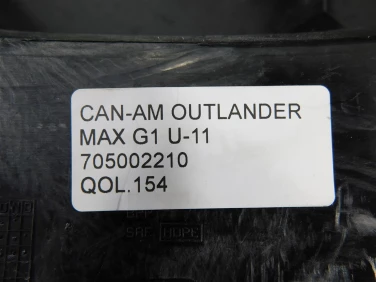 CAN-AM OUTLANDER
MAX G1 U-11
705002210
QOL.154